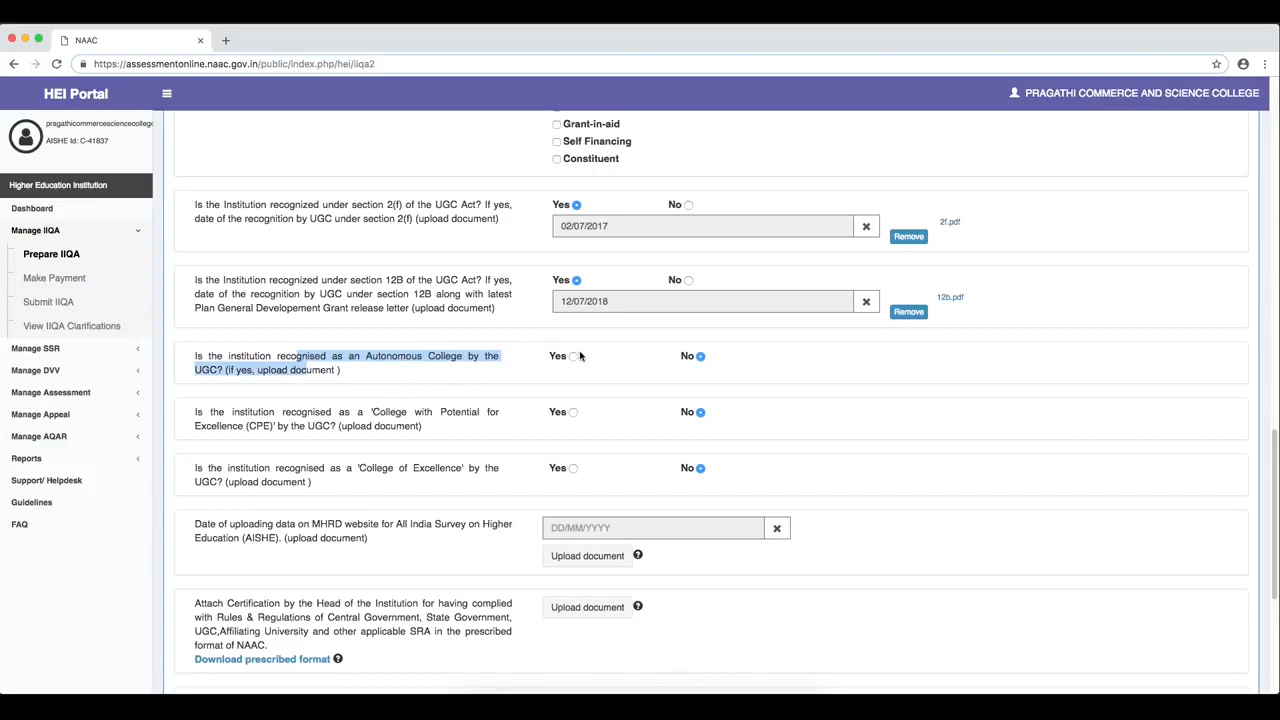 NAAC
https://assessmentonline.naac.gov.in/public/index.php/hei/iiqa2
HEI Portal
PRAGATHI COMMERCE AND SCIENCE COLLEGE
pragathicommercesciencecollege
AISHE Id: C-41837
Higher Education Institution
Dashboard
Manage IIQA
Prepare IIQA
Make Payment
Submit IIQA
View IIQA Clarifications
Manage SSR
Manage DVV
Manage Assessment
Manage Appeal
Manage AQAR
Reports
Support/ Helpdesk
Guidelines
FAQ
Grant-in-aid
Self Financing
Constituent
Is the Institution recognized under section 2(f) of the UGC Act? If yes,
date of the recognition by UGC under section 2(f) (upload document)
Yes No
02/07/2017
2f.pdf
Remove
Is the Institution recognized under section 12B of the UGC Act? If yes,
date of the recognition by UGC under section 12B along with latest
Plan General Developement Grant release letter (upload document)
Yes No
12/07/2018
12b.pdf
Remove
Is the institution recognised as an Autonomous College by the
UGC? (if yes, upload document )
Yes No
Is the institution recognised as a 'College with Potential for
Excellence (CPE)' by the UGC? (upload document)
Yes No
Is the institution recognised as a 'College of Excellence' by the
UGC? (upload document )
Yes No
Date of uploading data on MHRD website for All India Survey on Higher
Education (AISHE). (upload document)
DD/MM/YYYY
Upload document
Attach Certification by the Head of the Institution for having complied
with Rules & Regulations of Central Government, State Government,
UGC,Affiliating University and other applicable SRA in the prescribed
format of NAAC.
Download prescribed format
Upload document